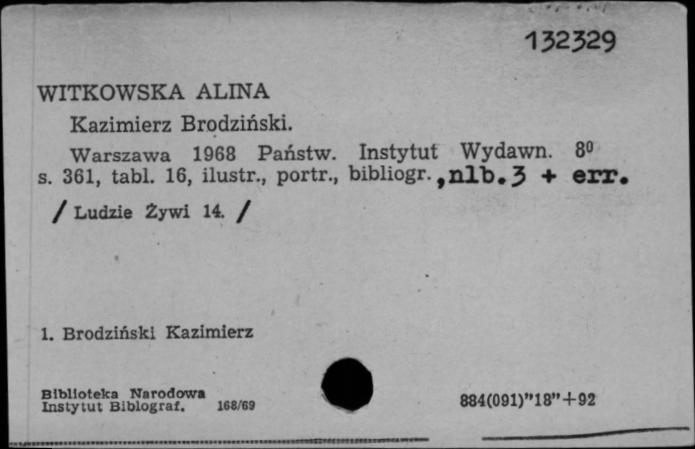 132329
WITKOWSKA ALINA
Kazimierz Brodziński.
Warszawa 1968 Państw. Instytut Wydawn. 8⁰
s. 361, tabl. 16, ilustr., portr., bibliogr. ,nlb.3 + err.
/ Ludzie Żywi 14. /
1. Brodziński Kazimierz
Biblioteka Narodowa
Instytut Bibliograf. 168/69
884(091)"18"+92